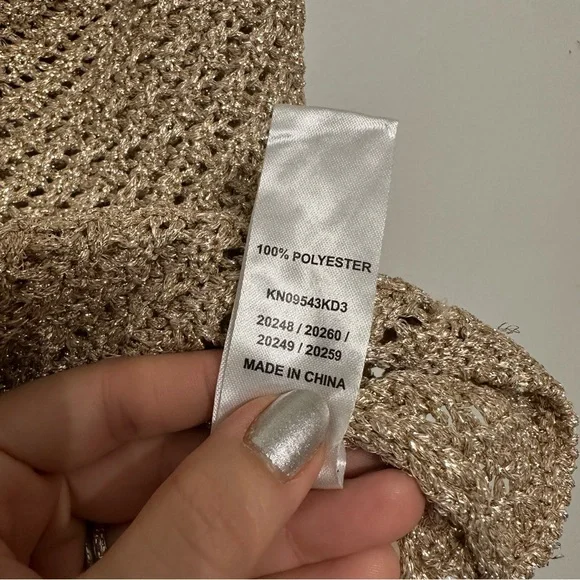 100% POLYESTER
KN09543KD3
20248 / 20260 /
20249 / 20259
MADE IN CHINA